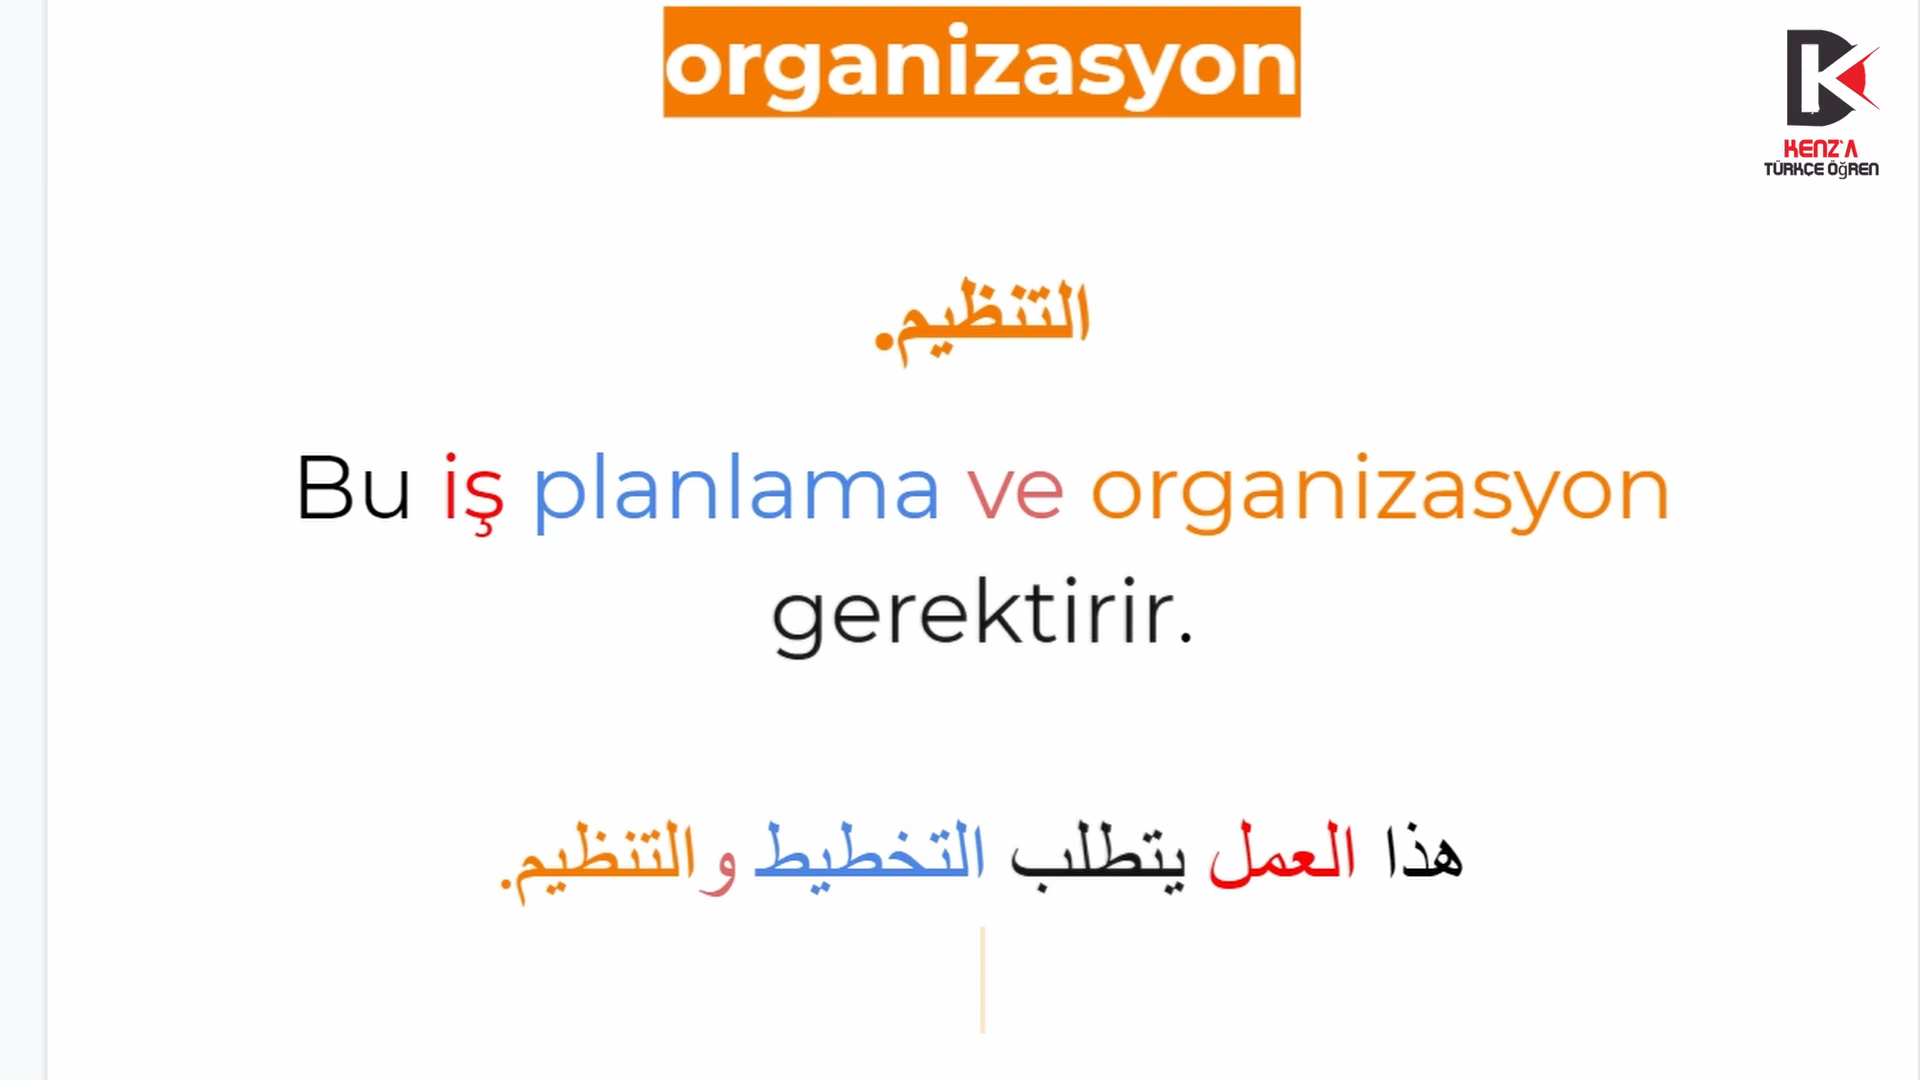 organizasyon
KENZ'A
TÜRKÇE ÖğREN
التنظيم.
Bu iş planlama ve organizasyon
gerektirir.
هذا العمل يتطلب التخطيط و التنظيم.